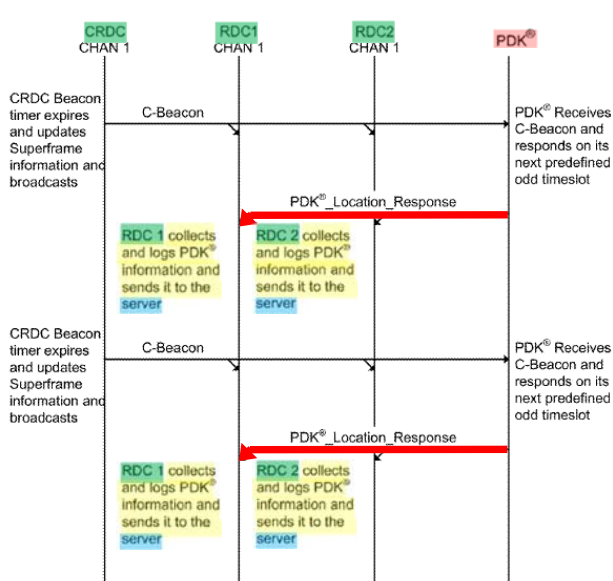 CRDC
CHAN 1
RDC1
CHAN 1
RDC2
CHAN 1
PDK®
CRDC Beacon
timer expires
and updates
Superframe
information and
broadcasts
C-Beacon
PDK® Receives
C-Beacon and
responds on its
next predefined
odd timeslot
PDK®_Location_Response
RDC 1 collects
and logs PDK®
information and
sends it to the
server
RDC 2 collects
and logs PDK®
information and
sends it to the
server
CRDC Beacon
timer expires
and updates
Superframe
information and
broadcasts
C-Beacon
PDK® Receives
C-Beacon and
responds on its
next predefined
odd timeslot
PDK®_Location_Response
RDC 1 collects
and logs PDK®
information and
sends it to the
server
RDC 2 collects
and logs PDK®
information and
sends it to the
server